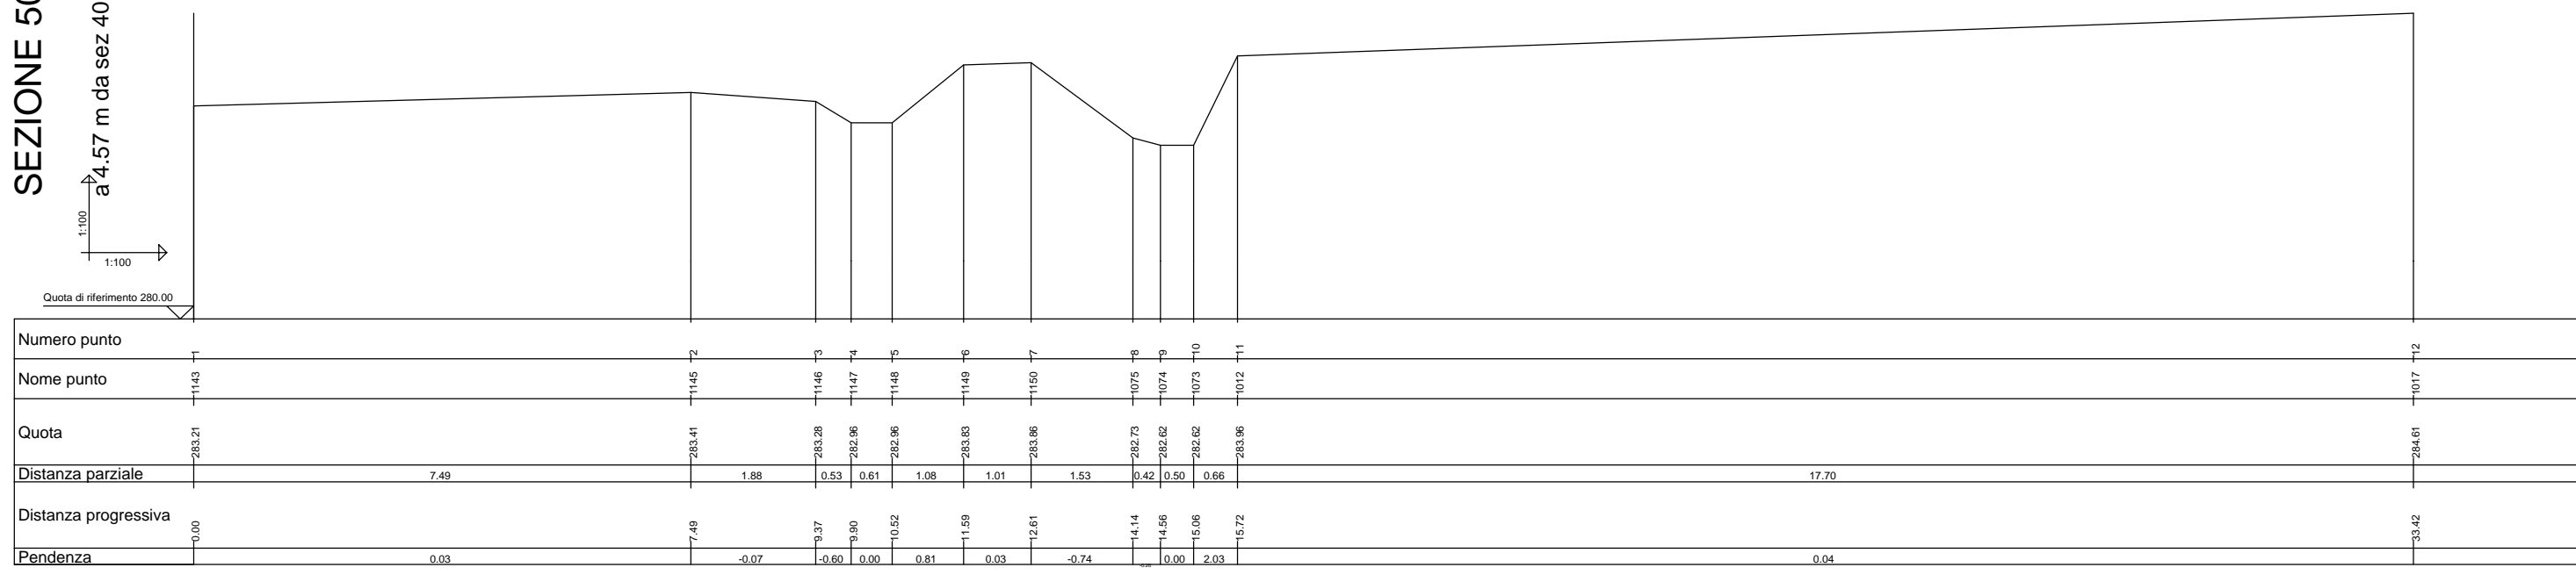 SEZIONE 50
a 4.57 m da sez 40
1:100
1:100
Quota di riferimento 280.00
Numero punto 1 2 3 4 5 6 7 8 9 10 11 12
Nome punto 1143 1145 1146 1147 1148 1149 1150 1075 1074 1073 1012 1017
Quota 283.21 283.41 283.28 282.96 282.96 283.83 283.86 282.73 282.62 282.62 283.96 284.61
Distanza parziale 7.49 1.88 0.53 0.61 1.08 1.01 1.53 0.42 0.50 0.66 17.70
Distanza progressiva 0.00 7.49 9.37 9.90 10.52 11.59 12.61 14.14 14.56 15.06 15.72 33.42
Pendenza 0.03 -0.07 -0.60 0.00 0.81 0.03 -0.74 0.00 2.03 0.04